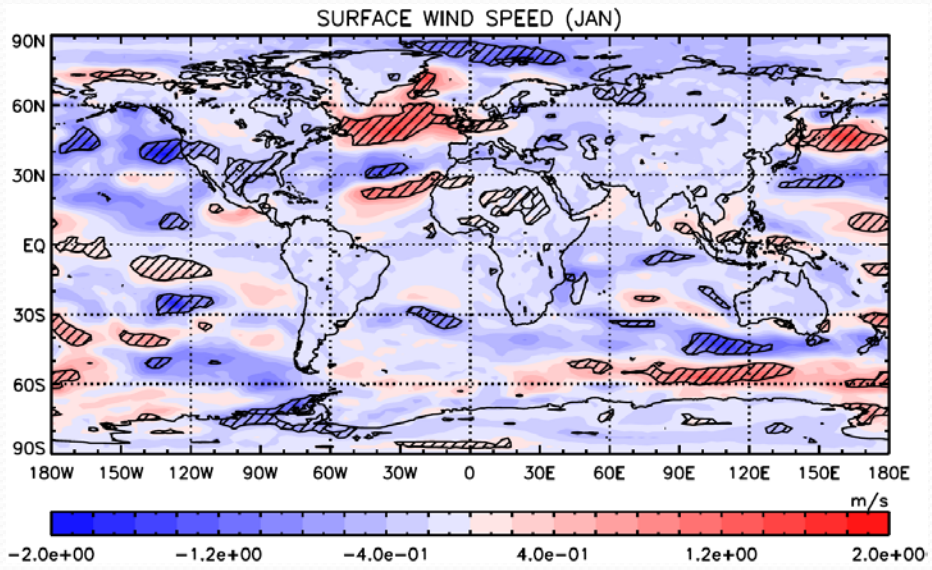 SURFACE WIND SPEED (JAN)
90N
60N
30N
EQ
30S
60S
90S
180W 150W 120W 90W 60W 30W 0 30E 60E 90E 120E 150E 180E
m/s
-2.0e+00 -1.2e+00 -4.0e-01 4.0e-01 1.2e+00 2.0e+00